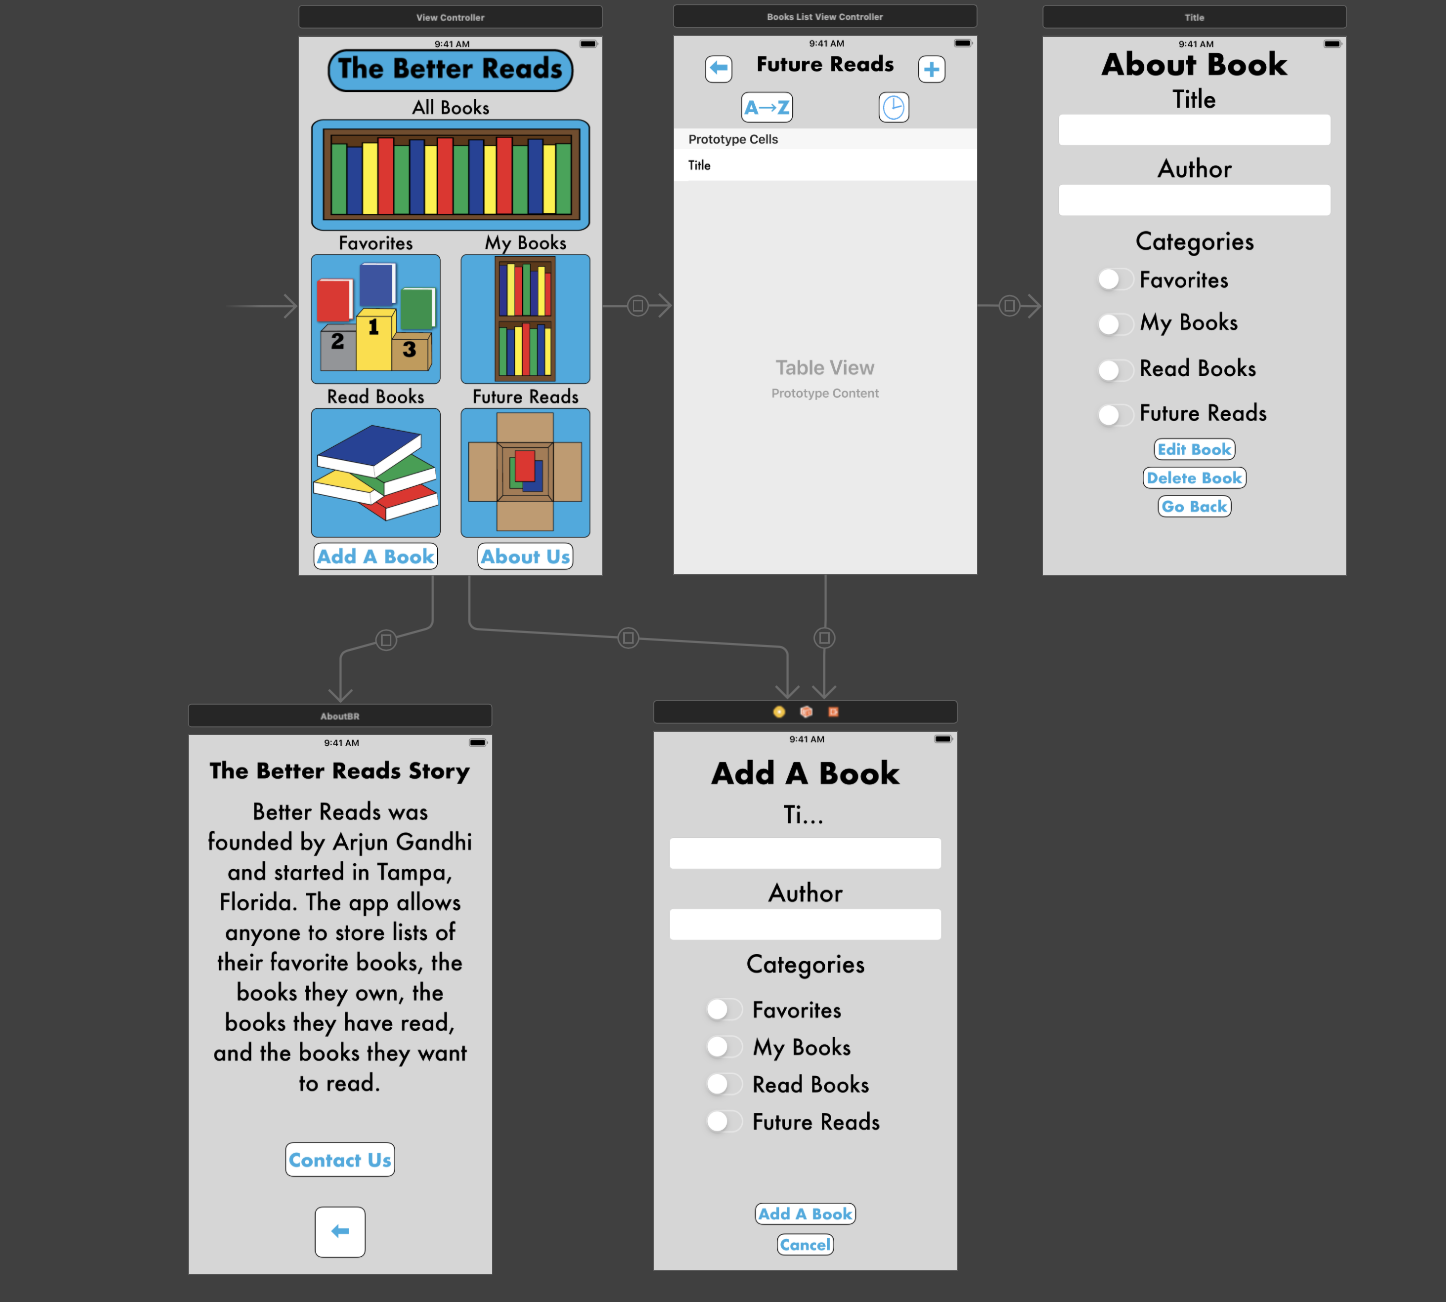 View Controller
9:41 AM
The Better Reads
All Books
Favorites
My Books
2
1
3
Read Books
Future Reads
Add A Book
About Us
Books List View Controller
9:41 AM
Future Reads
+
A→Z
Prototype Cells
Title
Table View
Prototype Content
Title
9:41 AM
About Book
Title
Author
Categories
Favorites
My Books
Read Books
Future Reads
Edit Book
Delete Book
Go Back
AboutBR
9:41 AM
The Better Reads Story
Better Reads was
founded by Arjun Gandhi
and started in Tampa,
Florida. The app allows
anyone to store lists of
their favorite books, the
books they own, the
books they have read,
and the books they want
to read.
Contact Us
9:41 AM
Add A Book
Ti...
Author
Categories
Favorites
My Books
Read Books
Future Reads
Add A Book
Cancel